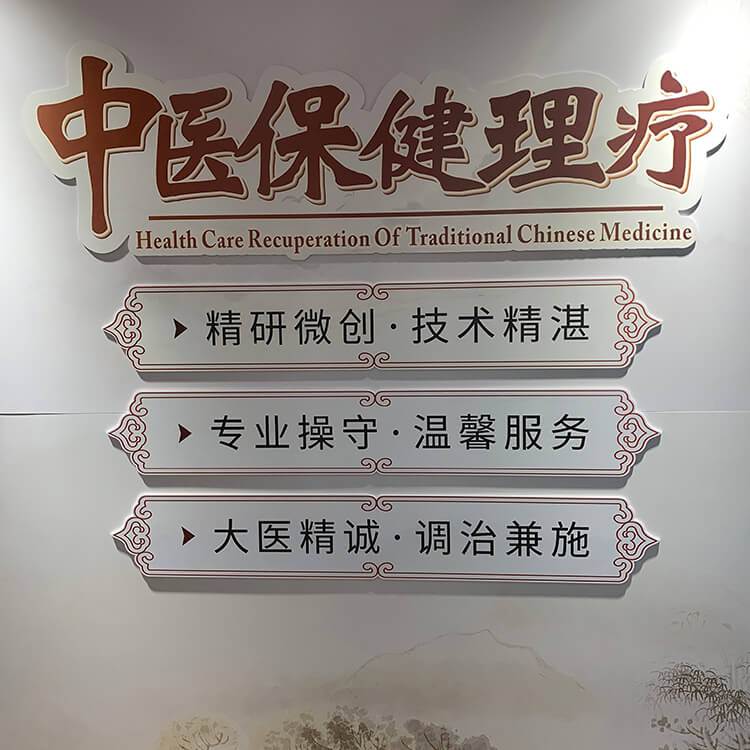 中医保健理疗
Health Care Recuperation Of Traditional Chinese Medicine
精研微创·技术精湛
专业操守·温馨服务
大医精诚·调治兼施